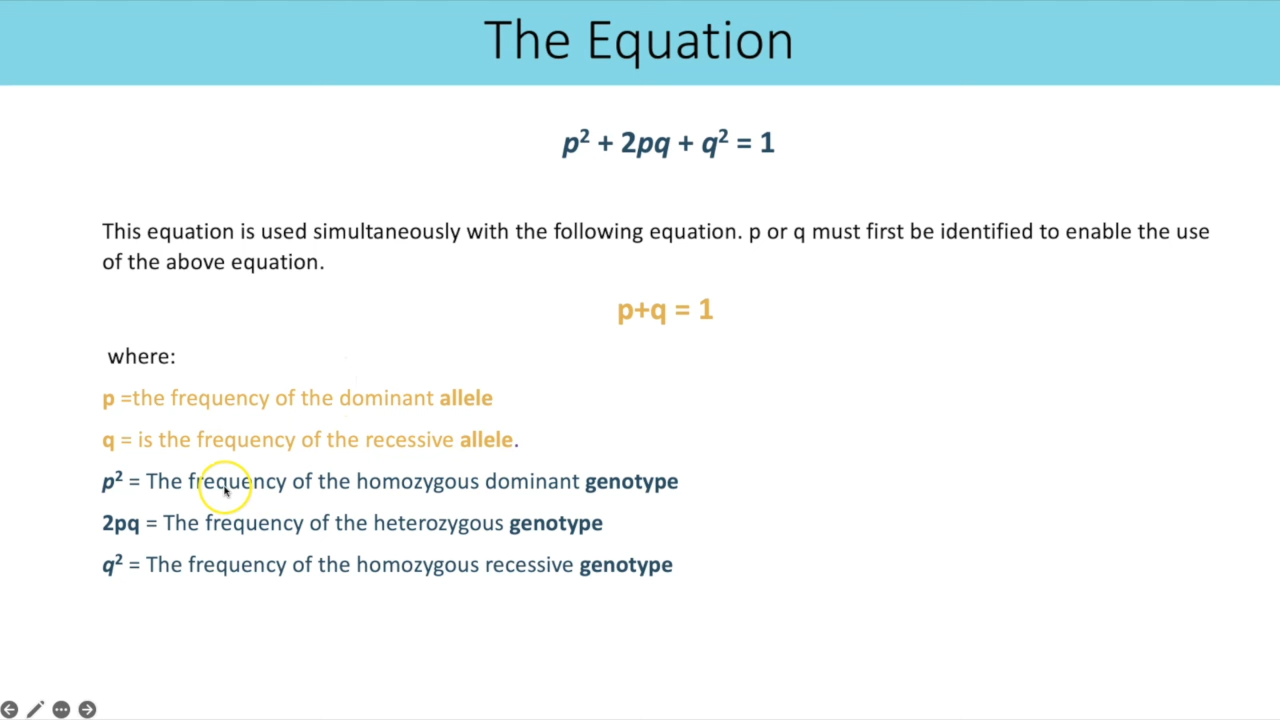 The Equation
p² + 2pq + q² = 1
This equation is used simultaneously with the following equation. p or q must first be identified to enable the use
of the above equation.
p+q = 1
where:
p =the frequency of the dominant allele
q = is the frequency of the recessive allele.
p² = The frequency of the homozygous dominant genotype
2pq = The frequency of the heterozygous genotype
q² = The frequency of the homozygous recessive genotype